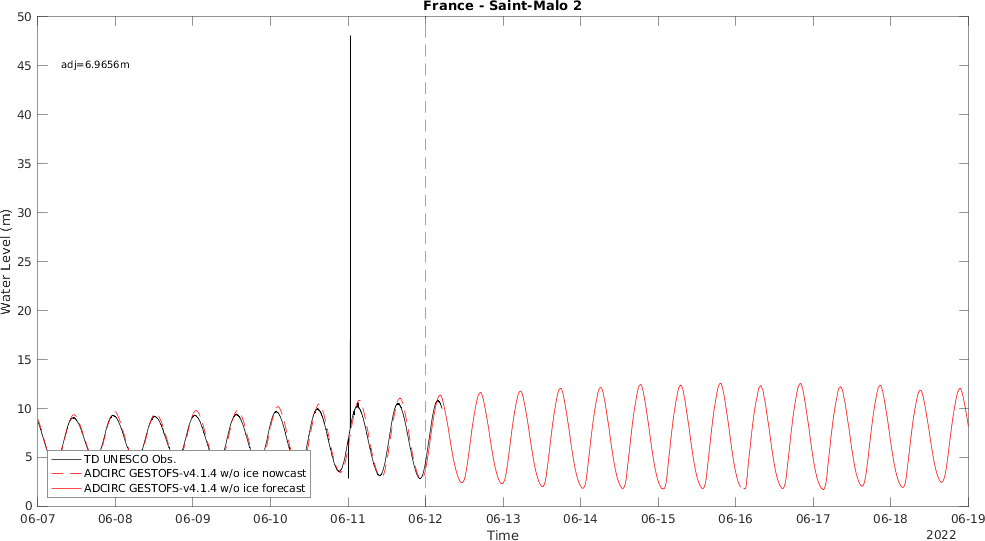 France - Saint-Malo 2
50
45
40
35
30
25
20
15
10
5
0
adj=6.9656m
Water Level (m)
TD UNESCO Obs.
ADCIRC GESTOFS-v4.1.4 w/o ice nowcast
ADCIRC GESTOFS-v4.1.4 w/o ice forecast
06-07 06-08 06-09 06-10 06-11 06-12 06-13 06-14 06-15 06-16 06-17 06-18 06-19
Time
2022